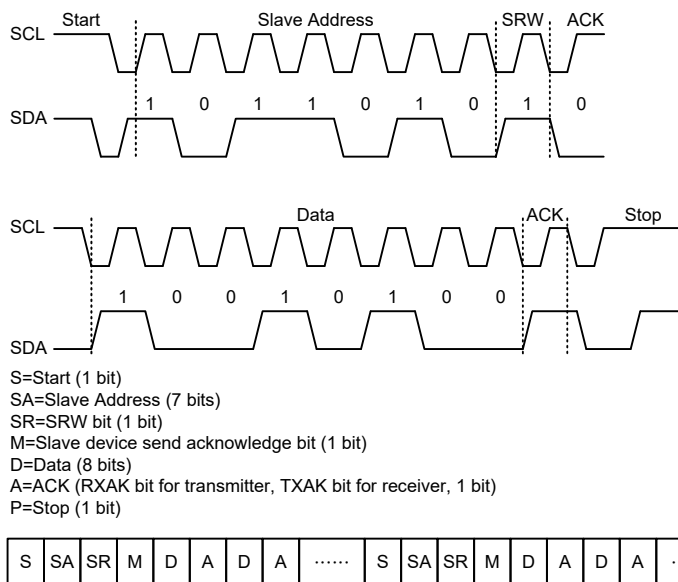 Start Slave Address SRW ACK
SCL
1 0 1 1 0 1 0 1 0
SDA
Data ACK Stop
SCL
1 0 0 1 0 1 0 0
SDA
S=Start (1 bit)
SA=Slave Address (7 bits)
SR=SRW bit (1 bit)
M=Slave device send acknowledge bit (1 bit)
D=Data (8 bits)
A=ACK (RXAK bit for transmitter, TXAK bit for receiver, 1 bit)
P=Stop (1 bit)
S SA SR M D A D A ...... S SA SR M D A D A